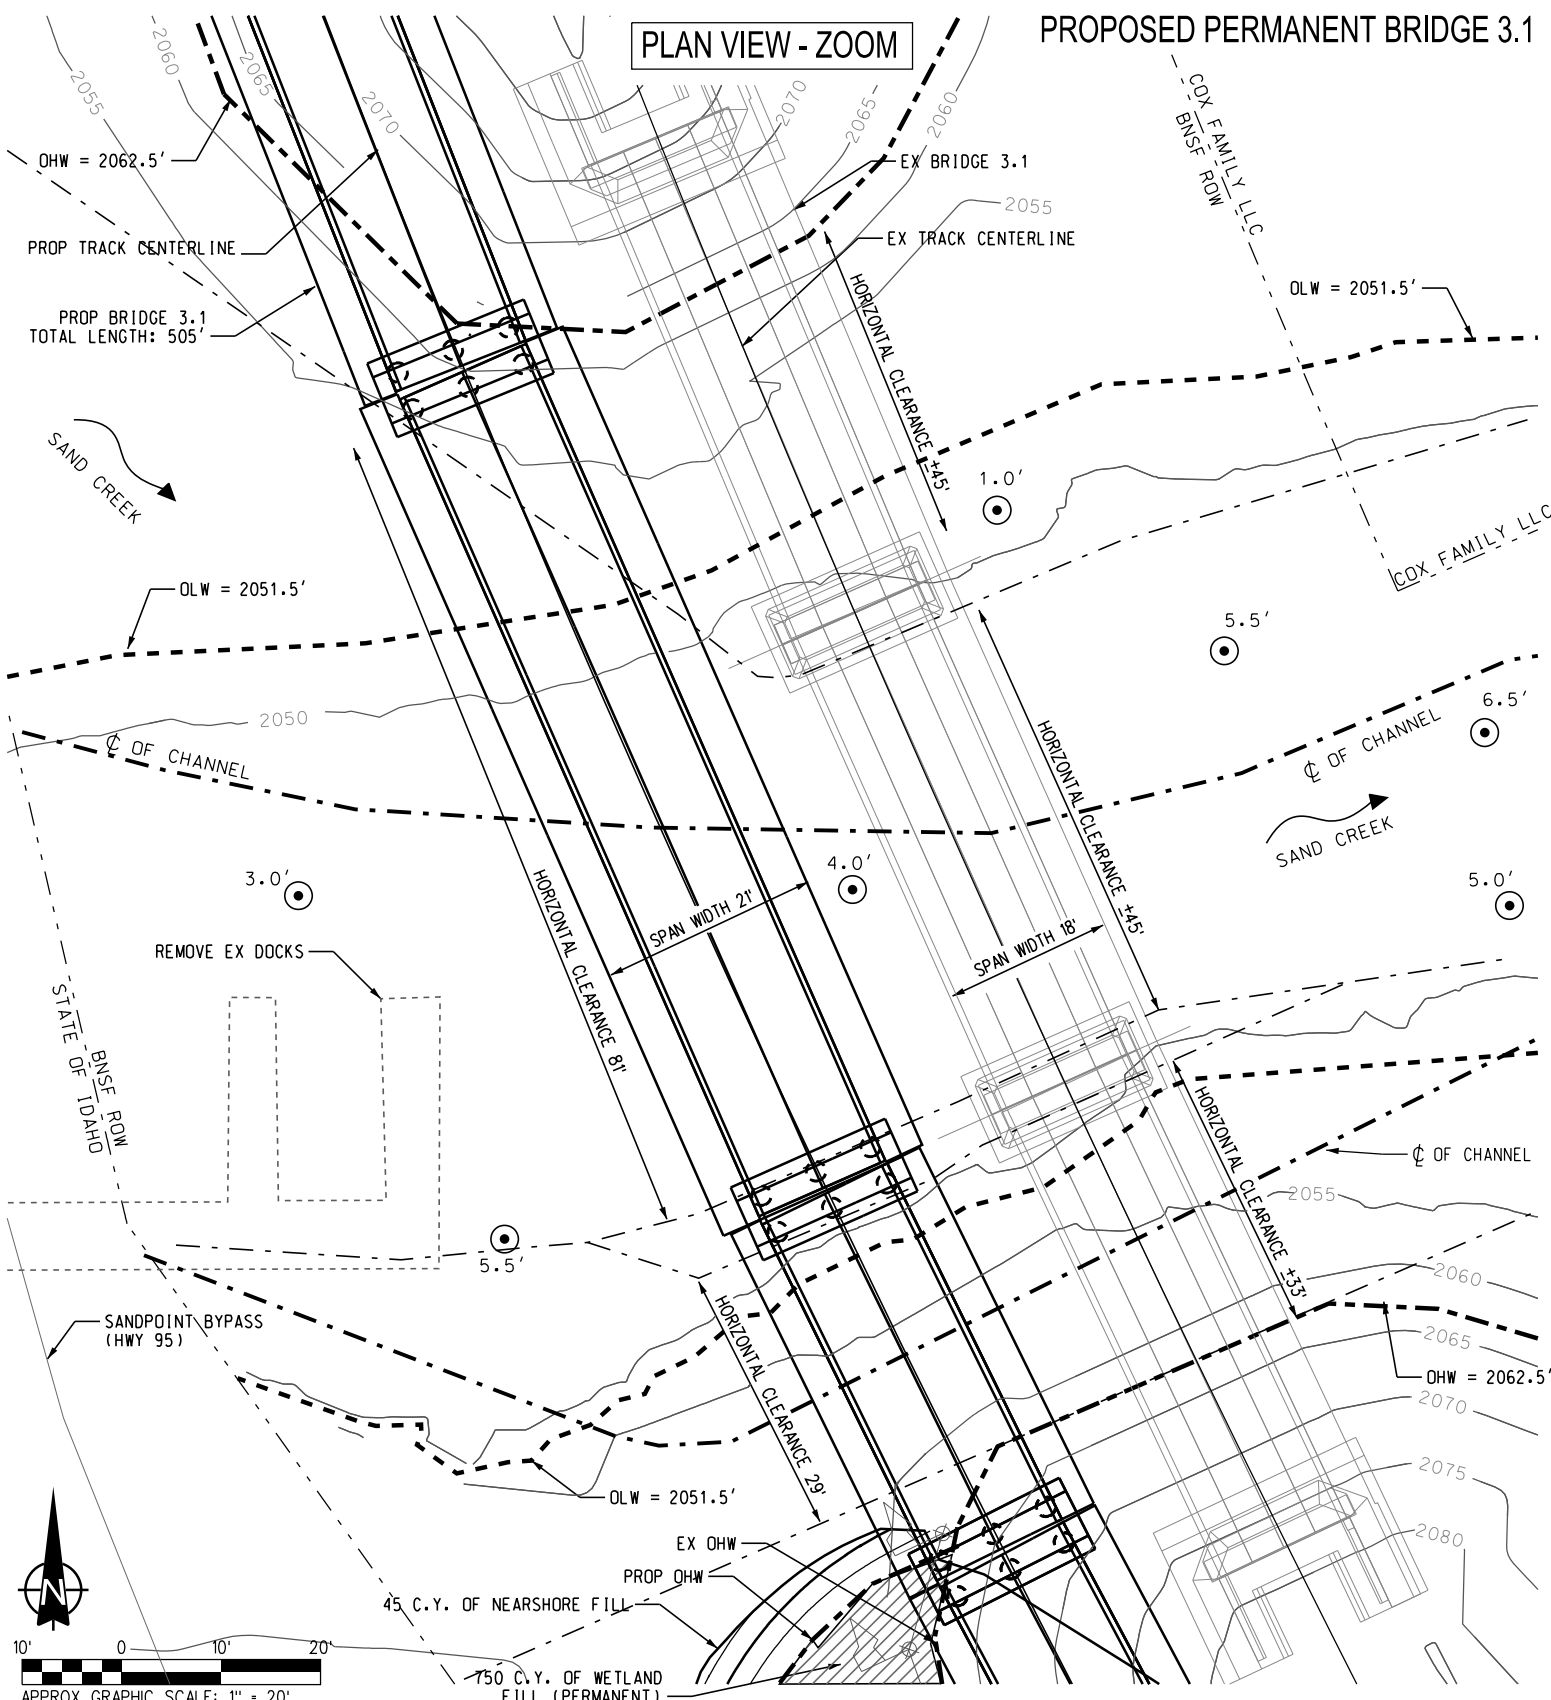 PLAN VIEW - ZOOM
PROPOSED PERMANENT BRIDGE 3.1
2055
2060
2065
2070
2070
2065
2060
OHW = 2062.5'
EX BRIDGE 3.1
COX FAMILY LLC
BNSF ROW
2055
PROP TRACK CENTERLINE
EX TRACK CENTERLINE
PROP BRIDGE 3.1
TOTAL LENGTH: 505'
OLW = 2051.5'
HORIZONTAL CLEARANCE ±45'
SAND CREEK
1.0'
COX FAMILY LLC
OLW = 2051.5'
5.5'
2050
6.5'
℄ OF CHANNEL
℄ OF CHANNEL
HORIZONTAL CLEARANCE ±45'
SAND CREEK
3.0'
4.0'
5.0'
HORIZONTAL CLEARANCE 81'
SPAN WIDTH 21'
SPAN WIDTH 18'
REMOVE EX DOCKS
BNSF ROW
STATE OF IDAHO
℄ OF CHANNEL
HORIZONTAL CLEARANCE ±33'
2055
5.5'
2060
SANDPOINT BYPASS
(HWY 95)
HORIZONTAL CLEARANCE 29'
2065
OHW = 2062.5'
2070
2075
OLW = 2051.5'
2080
EX OHW
PROP OHW
45 C.Y. OF NEARSHORE FILL
N
10' 0 10' 20'
750 C.Y. OF WETLAND
FILL (PERMANENT)
APPROX GRAPHIC SCALE: 1" = 20'